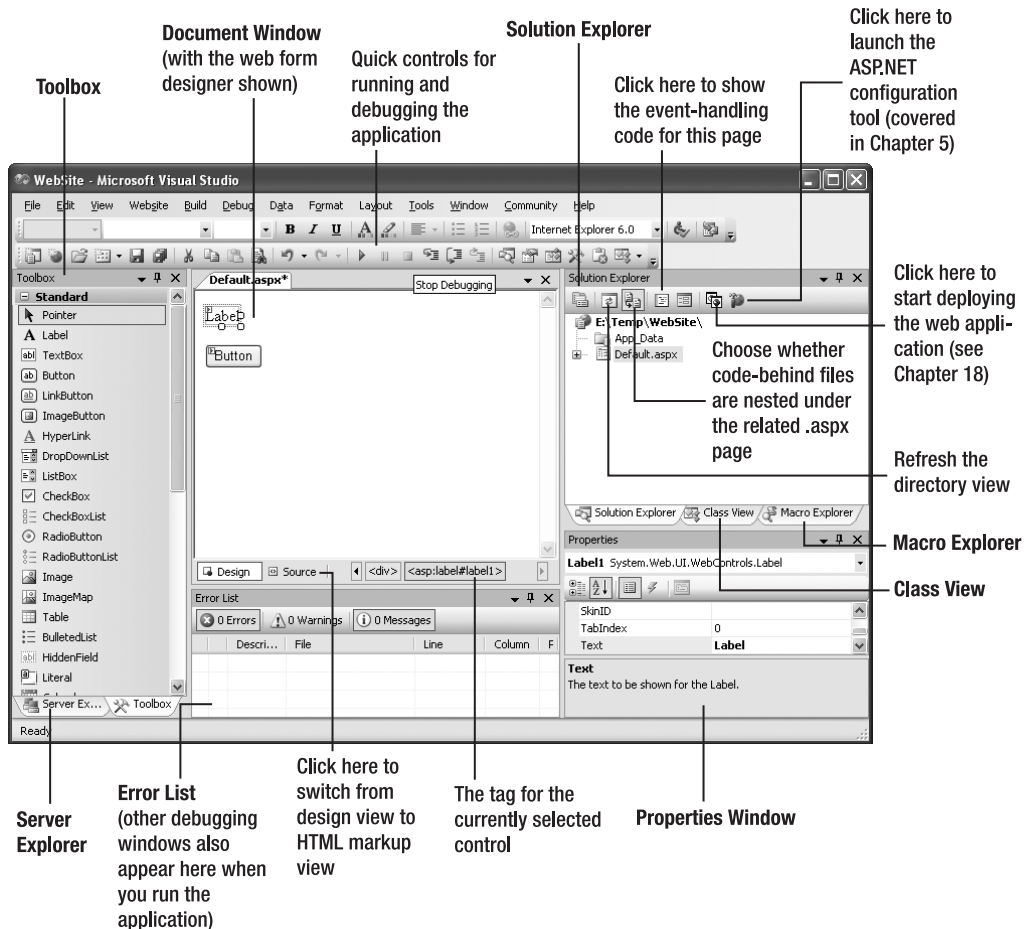 Document Window
(with the web form
designer shown)
Toolbox
Quick controls for
running and
debugging the
application
Solution Explorer
Click here to show
the event-handling
code for this page
Click here to
launch the
ASP.NET
configuration
tool (covered
in Chapter 5)
WebSite - Microsoft Visual Studio
File Edit View Website Build Debug Data Format Layout Tools Window Community Help
B I U A Internet Explorer 6.0
Toolbox
Standard
Pointer
A Label
abl TextBox
ab Button
ab LinkButton
ImageButton
A HyperLink
DropDownList
ListBox
CheckBox
CheckBoxList
RadioButton
RadioButtonList
Image
ImageMap
Table
BulletedList
abl HiddenField
Literal
Server Ex... Toolbox
Ready
Default.aspx*
Stop Debugging
Label
Button
Design Source <div> <asp:label#label1>
Error List
0 Errors 0 Warnings 0 Messages
Descri... File Line Column F
Solution Explorer
E:\Temp\WebSite\
App_Data
Default.aspx
Choose whether
code-behind files
are nested under
the related .aspx
page
Solution Explorer Class View Macro Explorer
Properties
Label1 System.Web.UI.WebControls.Label
SkinID
TabIndex 0
Text Label
Text
The text to be shown for the Label.
Click here to
start deploying
the web appli-
cation (see
Chapter 18)
Refresh the
directory view
Macro Explorer
Class View
Server
Explorer
Error List
(other debugging
windows also
appear here when
you run the
application)
Click here to
switch from
design view to
HTML markup
view
The tag for the
currently selected
control
Properties Window